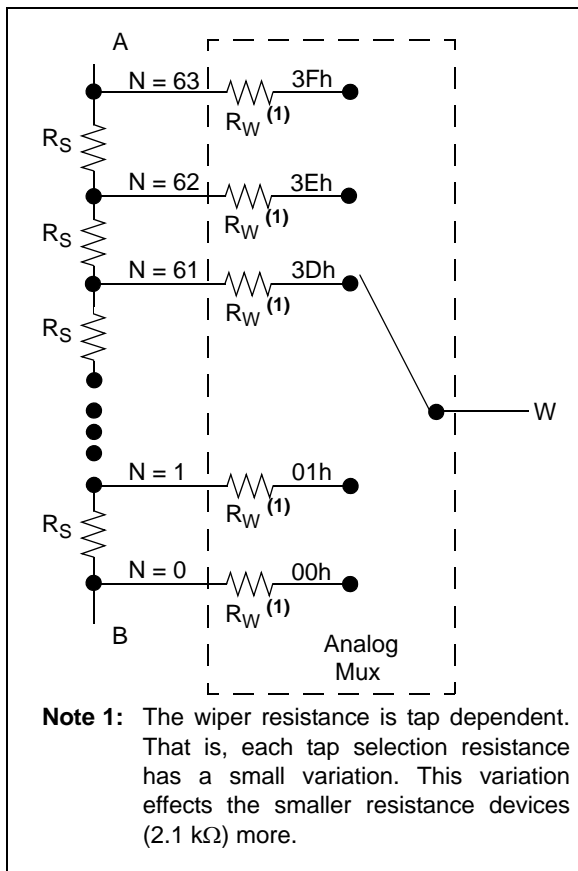 A
N = 63
3Fh
R_W (1)
R_S
N = 62
3Eh
R_W (1)
R_S
N = 61
3Dh
R_W (1)
R_S
W
N = 1
01h
R_W (1)
R_S
N = 0
00h
R_W (1)
B
Analog
Mux
Note 1: The wiper resistance is tap dependent.
That is, each tap selection resistance
has a small variation. This variation
effects the smaller resistance devices
(2.1 kΩ) more.